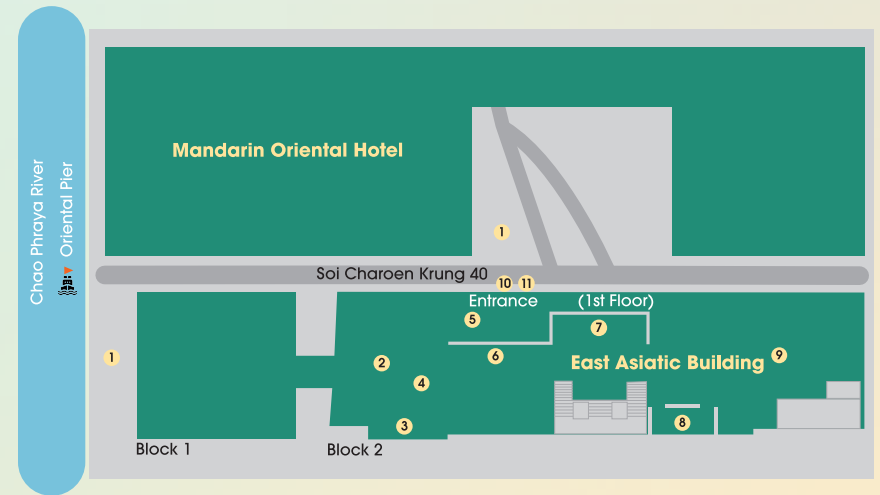 Chao Phraya River
Oriental Pier
Mandarin Oriental Hotel
1
Soi Charoen Krung 40
10 11
Entrance (1st Floor)
5
7
1
2
6
East Asiatic Building 9
4
3
8
Block 1
Block 2